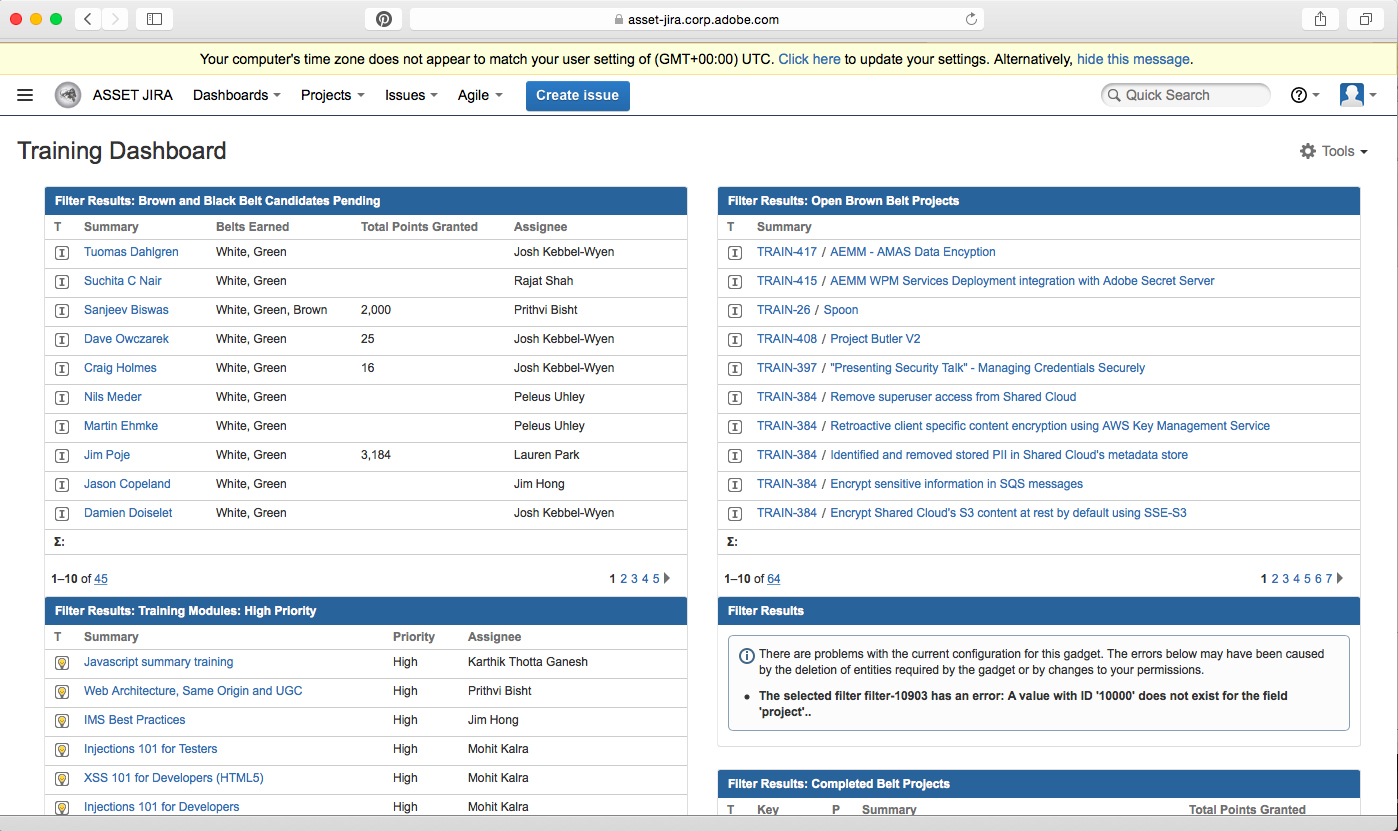 asset-jira.corp.adobe.com
Your computer's time zone does not appear to match your user setting of (GMT+00:00) UTC. Click here to update your settings. Alternatively, hide this message.
ASSET JIRA Dashboards Projects Issues Agile Create issue Quick Search
Training Dashboard
Tools
Filter Results: Brown and Black Belt Candidates Pending
T Summary Belts Earned Total Points Granted Assignee
Tuomas Dahlgren White, Green Josh Kebbel-Wyen
Suchita C Nair White, Green Rajat Shah
Sanjeev Biswas White, Green, Brown 2,000 Prithvi Bisht
Dave Owczarek White, Green 25 Josh Kebbel-Wyen
Craig Holmes White, Green 16 Josh Kebbel-Wyen
Nils Meder White, Green Peleus Uhley
Martin Ehmke White, Green Peleus Uhley
Jim Poje White, Green 3,184 Lauren Park
Jason Copeland White, Green Jim Hong
Damien Doiselet White, Green Josh Kebbel-Wyen
Σ:
1–10 of 45 1 2 3 4 5
Filter Results: Training Modules: High Priority
T Summary Priority Assignee
Javascript summary training High Karthik Thotta Ganesh
Web Architecture, Same Origin and UGC High Prithvi Bisht
IMS Best Practices High Jim Hong
Injections 101 for Testers High Mohit Kalra
XSS 101 for Developers (HTML5) High Mohit Kalra
Injections 101 for Developers High Mohit Kalra
Filter Results: Open Brown Belt Projects
T Summary
TRAIN-417 / AEMM - AMAS Data Encyption
TRAIN-415 / AEMM WPM Services Deployment integration with Adobe Secret Server
TRAIN-26 / Spoon
TRAIN-408 / Project Butler V2
TRAIN-397 / "Presenting Security Talk" - Managing Credentials Securely
TRAIN-384 / Remove superuser access from Shared Cloud
TRAIN-384 / Retroactive client specific content encryption using AWS Key Management Service
TRAIN-384 / Identified and removed stored PII in Shared Cloud's metadata store
TRAIN-384 / Encrypt sensitive information in SQS messages
TRAIN-384 / Encrypt Shared Cloud's S3 content at rest by default using SSE-S3
Σ:
1–10 of 64 1 2 3 4 5 6 7
Filter Results
There are problems with the current configuration for this gadget. The errors below may have been caused
by the deletion of entities required by the gadget or by changes to your permissions.
• The selected filter filter-10903 has an error: A value with ID '10000' does not exist for the field
'project'..
Filter Results: Completed Belt Projects
T Key P Summary Total Points Granted